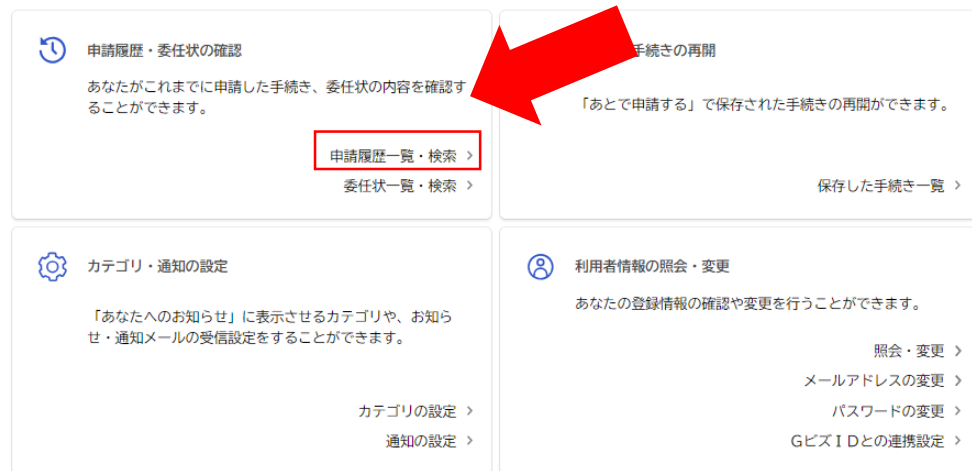 申請履歴・委任状の確認
あなたがこれまでに申請した手続き、委任状の内容を確認す
ることができます。
申請履歴一覧・検索 >
委任状一覧・検索 >
手続きの再開
「あとで申請する」で保存された手続きの再開ができます。
保存した手続き一覧 >
カテゴリ・通知の設定
「あなたへのお知らせ」に表示させるカテゴリや、お知ら
せ・通知メールの受信設定をすることができます。
カテゴリの設定 >
通知の設定 >
利用者情報の照会・変更
あなたの登録情報の確認や変更を行うことができます。
照会・変更 >
メールアドレスの変更 >
パスワードの変更 >
GビズIDとの連携設定 >